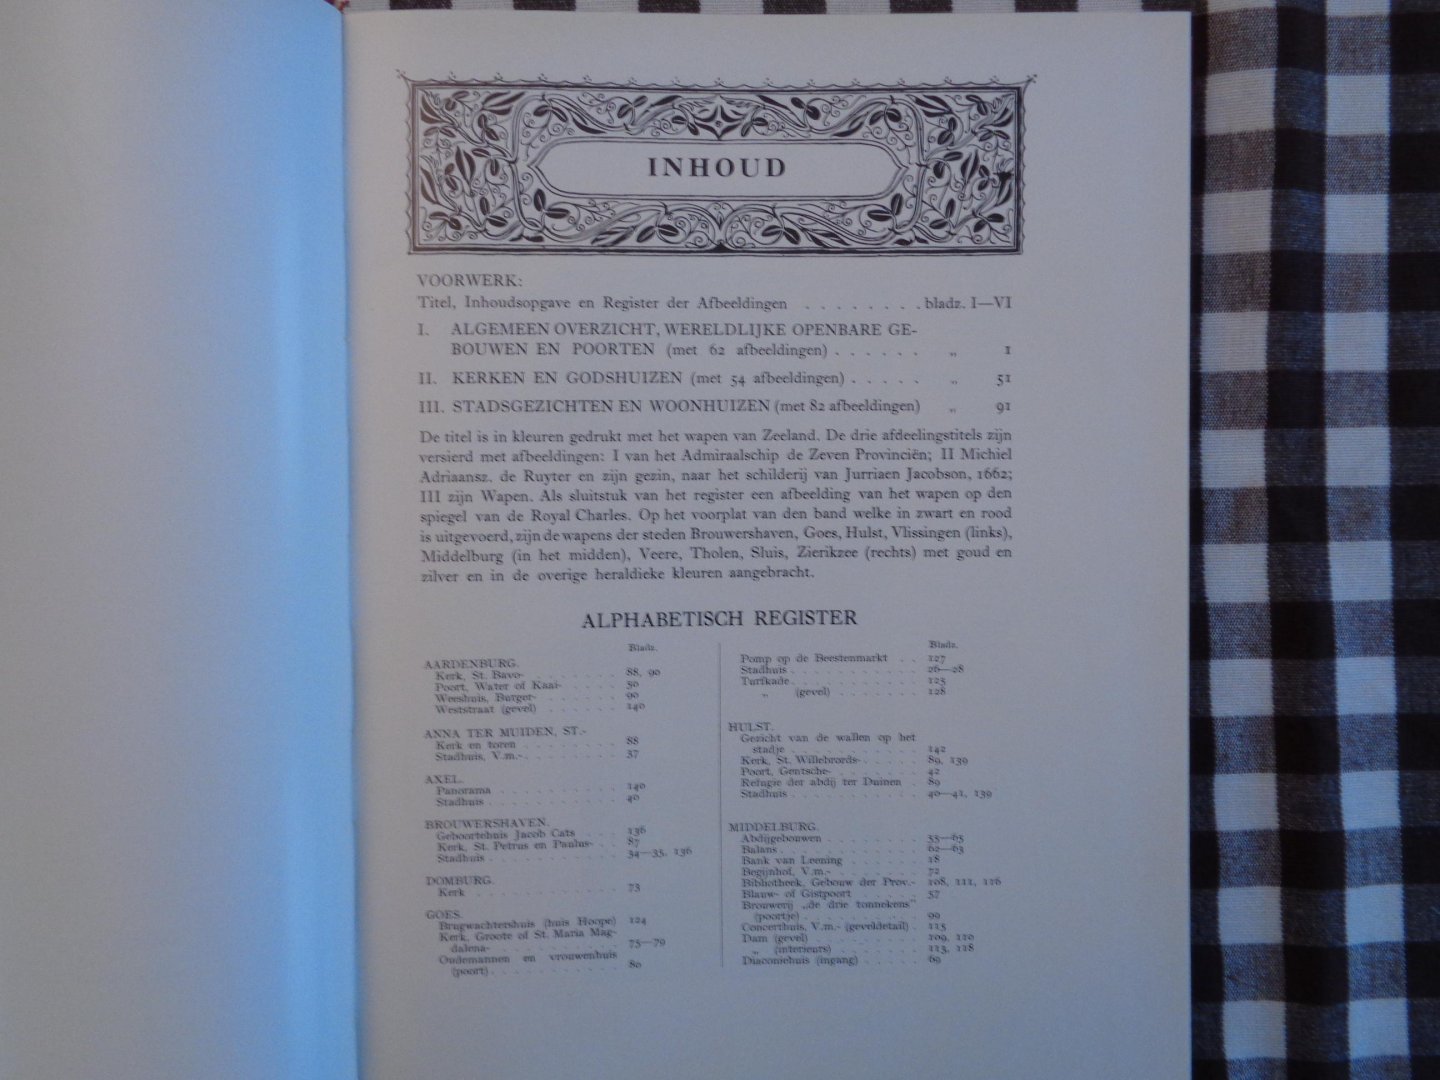 INHOUD
VOORWERK:
Titel, Inhoudsopgave en Register der Afbeeldingen . . . . . . . . bladz. I—VI
I. ALGEMEEN OVERZICHT, WERELDLIJKE OPENBARE GE-
BOUWEN EN POORTEN (met 62 afbeeldingen) . . . . . . „ 1
II. KERKEN EN GODSHUIZEN (met 54 afbeeldingen) . . . . . „ 51
III. STADSGEZICHTEN EN WOONHUIZEN (met 82 afbeeldingen) „ 91
De titel is in kleuren gedrukt met het wapen van Zeeland. De drie afdeelingstitels zijn
versierd met afbeeldingen: I van het Admiraalschip de Zeven Provinciën; II Michiel
Adriaansz. de Ruyter en zijn gezin, naar het schilderij van Jurriaen Jacobson, 1662;
III zijn Wapen. Als sluitstuk van het register een afbeelding van het wapen op den
spiegel van de Royal Charles. Op het voorplat van den band welke in zwart en rood
is uitgevoerd, zijn de wapens der steden Brouwershaven, Goes, Hulst, Vlissingen (links),
Middelburg (in het midden), Veere, Tholen, Sluis, Zierikzee (rechts) met goud en
zilver en in de overige heraldieke kleuren aangebracht.
ALPHABETISCH REGISTER
Bladz.
AARDENBURG.
Kerk, St. Bavo- . . . . . . 88, 90
Poort, Water of Kaai- . . . . 50
Weeshuis, Burger- . . . . . 90
Weststraat (gevel) . . . . . . 140
ANNA TER MUIDEN, ST.-
Kerk en toren . . . . . . . . 88
Stadhuis, V.m.- . . . . . . . 37
AXEL.
Panorama . . . . . . . . 140
Stadhuis . . . . . . . . . 40
BROUWERSHAVEN.
Geboortehuis Jacob Cats . . . 136
Kerk, St. Petrus en Paulus- . . 87
Stadhuis . . . . . . . . . 34—35, 136
DOMBURG.
Kerk . . . . . . . . . . 73
GOES.
Brugwachtershuis (huis Hoope) 124
Kerk, Groote of St. Maria Mag-
dalena- . . . . . . . . . 75—79
Oudemannen en vrouwenhuis
(poort) . . . . . . . . . . 80
Bladz.
Pomp op de Beestenmarkt . . 127
Stadhuis . . . . . . . . . . 26—28
Turfkade . . . . . . . . . . 125
„ (gevel) . . . . . . 128
HULST.
Gezicht van de wallen op het
stadje . . . . . . . . . . 142
Kerk, St. Willebrords- . . . . 89, 139
Poort, Gentsche- . . . . . . 42
Refugie der abdij ter Duinen . 89
Stadhuis . . . . . . . . . . 40—41, 139
MIDDELBURG.
Abdijgebouwen . . . . . . . 53—65
Balans . . . . . . . . . . . 62—63
Bank van Leening . . . . . . 18
Begijnhof, V.m.- . . . . . . 72
Bibliotheek, Gebouw der Prov.- 108, 111, 116
Blauw- of Gistpoort . . . . . 57
Brouwerij „de drie tonnekens”
(poortje) . . . . . . . . . 99
Concerthuis, V.m.- (geveldetail) . 115
Dam (gevel) . . . . . . . . 109, 110
„ (interieurs) . . . . . . 113, 118
Diaconiehuis (ingang) . . . . . 69